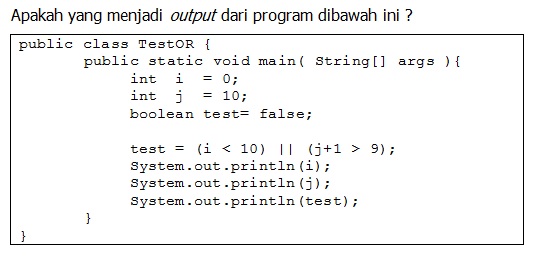 Apakah yang menjadi output dari program dibawah ini ?
public class TestOR {
public static void main( String[] args ){
int i = 0;
int j = 10;
boolean test= false;
test = (i < 10) || (j+1 > 9);
System.out.println(i);
System.out.println(j);
System.out.println(test);
}
}